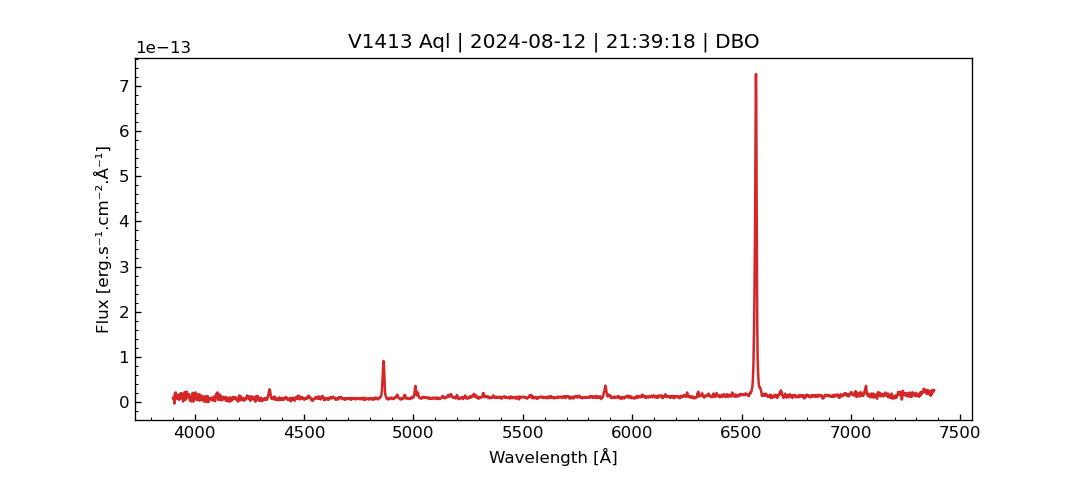 V1413 Aql | 2024-08-12 | 21:39:18 | DBO
1e−13
7
6
5
4
3
2
1
0
Flux [erg.s⁻¹.cm⁻².Å⁻¹]
4000 4500 5000 5500 6000 6500 7000 7500
Wavelength [Å]